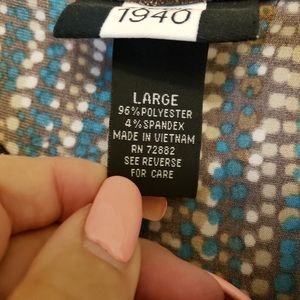 1940
LARGE
96% POLYESTER
4% SPANDEX
MADE IN VIETNAM
RN 72882
SEE REVERSE
FOR CARE